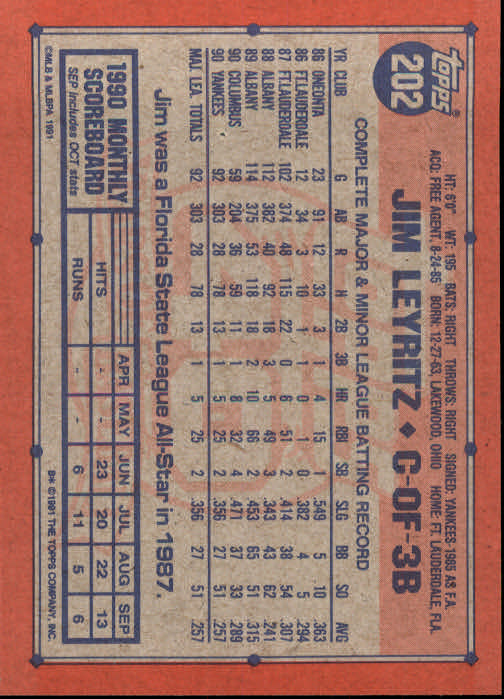 topps®
202
HT: 6'0" WT: 195 BATS: RIGHT THROWS: RIGHT SIGNED: YANKEES-1985 AS F.A.
ACQ: FREE AGENT, 8-24-85 BORN: 12-27-63, LAKEWOOD, OHIO HOME: FT. LAUDERDALE, FLA.
JIM LEYRITZ ♦ C-OF-3B
COMPLETE MAJOR & MINOR LEAGUE BATTING RECORD
YR CLUB G AB R H 2B 3B HR RBI SB SLG BB SO AVG
86 ONEONTA 23 91 12 33 3 1 4 15 1 .549 5 10 .363
86 FT.LAUDERDALE 12 34 3 10 1 1 0 1 0 .382 4 5 .294
87 FT.LAUDERDALE 102 374 48 115 22 0 6 51 2 .414 38 54 .307
88 ALBANY 112 382 40 92 18 3 5 49 3 .343 43 62 .241
89 ALBANY 114 375 53 118 18 2 10 66 2 .453 65 51 .315
90 COLUMBUS 59 204 36 59 11 1 8 32 4 .471 37 33 .289
90 YANKEES 92 303 28 78 13 1 5 25 2 .356 27 51 .257
MAJ. LEA. TOTALS 92 303 28 78 13 1 5 25 2 .356 27 51 .257
Jim was a Florida State League All-Star in 1987.
1990 MONTHLY
SCOREBOARD
SEP includes OCT stats
APR MAY JUN JUL AUG SEP
HITS - - 23 20 22 13
RUNS - - 6 11 5 6
©MLB & MLBPA 1991
B* ©1991 THE TOPPS COMPANY, INC.